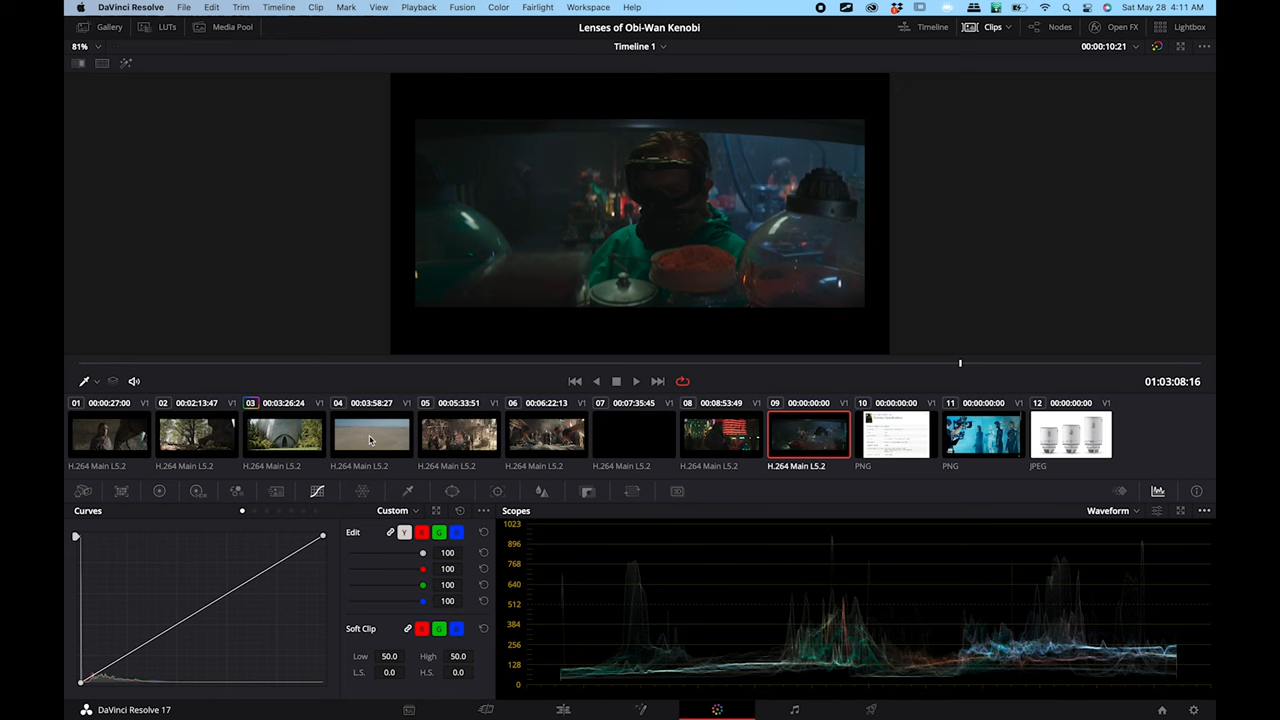 DaVinci Resolve File Edit Trim Timeline Clip Mark View Playback Fusion Color Fairlight Workspace Help Sat May 28 4:11 AM
Gallery LUTs Media Pool Lenses of Obi-Wan Kenobi Timeline Clips Nodes Open FX Lightbox
81% Timeline 1 00:00:10:21
01:03:08:16
01 00:00:27:00 V1 02 00:02:13:47 V1 03 00:03:26:24 V1 04 00:03:58:27 V1 05 00:05:33:51 V1 06 00:06:22:13 V1 07 00:07:35:45 V1 08 00:08:53:49 V1 09 00:00:00:00 V1 10 00:00:00:00 V1 11 00:00:00:00 V1 12 00:00:00:00 V1
H.264 Main L5.2 H.264 Main L5.2 H.264 Main L5.2 H.264 Main L5.2 H.264 Main L5.2 H.264 Main L5.2 H.264 Main L5.2 H.264 Main L5.2 H.264 Main L5.2 PNG PNG JPEG
Curves Custom Scopes Waveform
Edit Y R G B
100
100
100
100
Soft Clip R G B
Low 50.0 High 50.0
L.S. 0.0 H.S. 0.0
1023
896
768
640
512
384
256
128
0
DaVinci Resolve 17